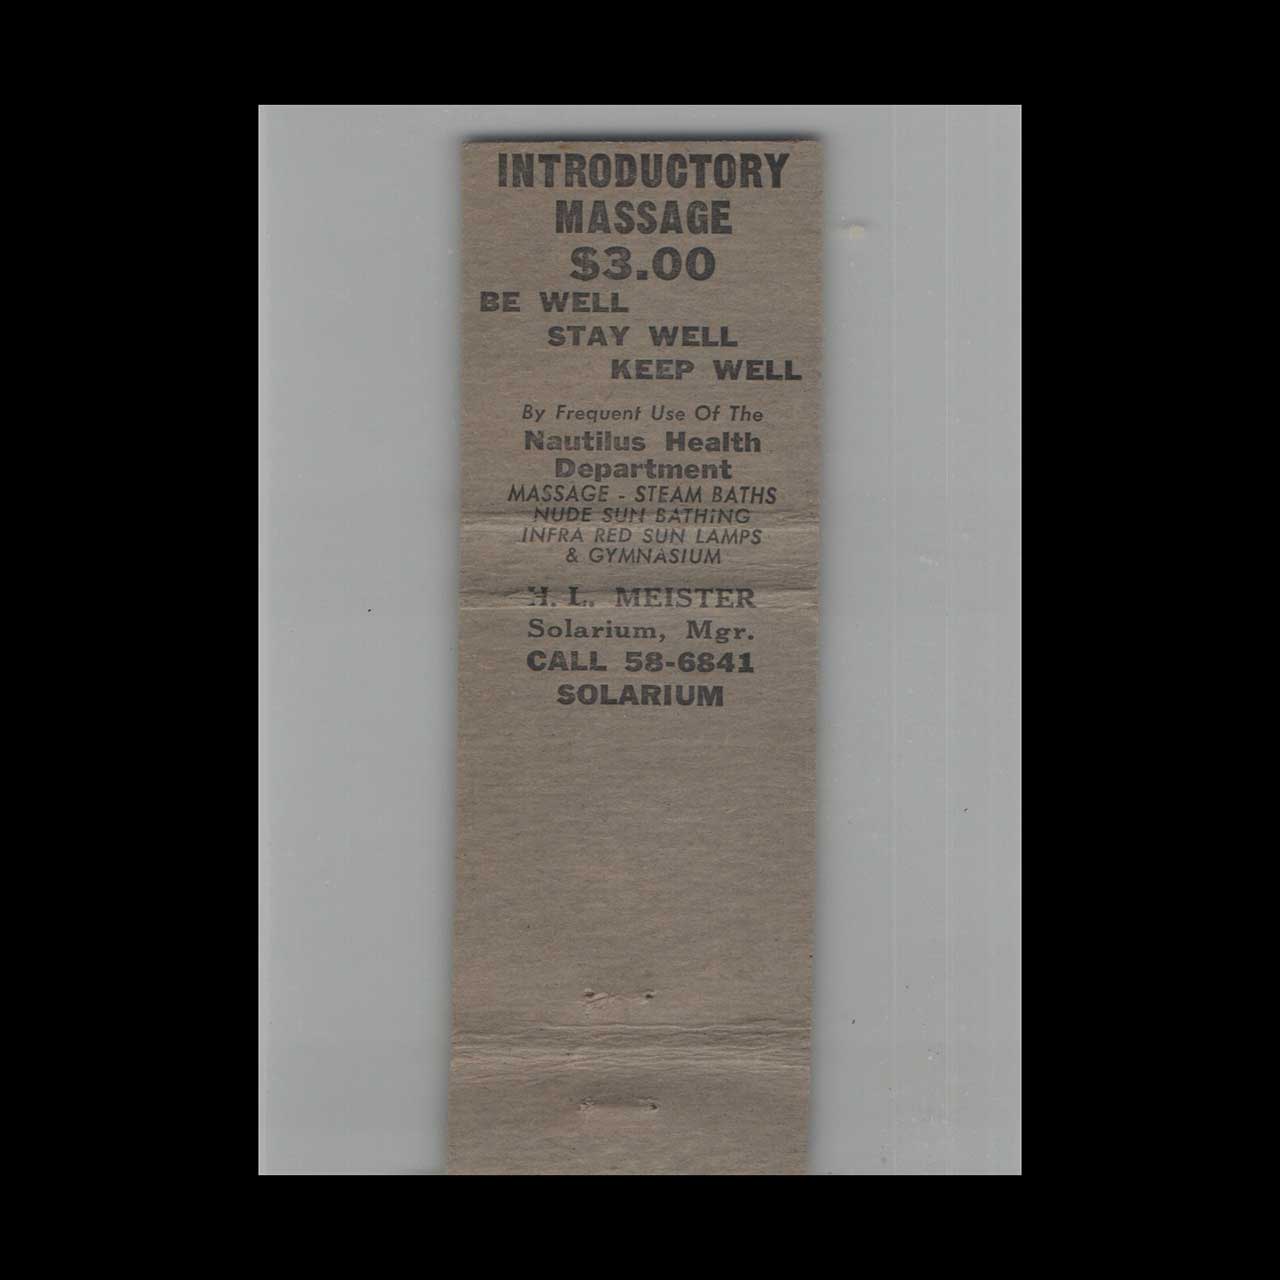 INTRODUCTORY
MASSAGE
$3.00
BE WELL
STAY WELL
KEEP WELL
By Frequent Use Of The
Nautilus Health
Department
MASSAGE - STEAM BATHS
NUDE SUN BATHING
INFRA RED SUN LAMPS
& GYMNASIUM
H. L. MEISTER
Solarium, Mgr.
CALL 58-6841
SOLARIUM